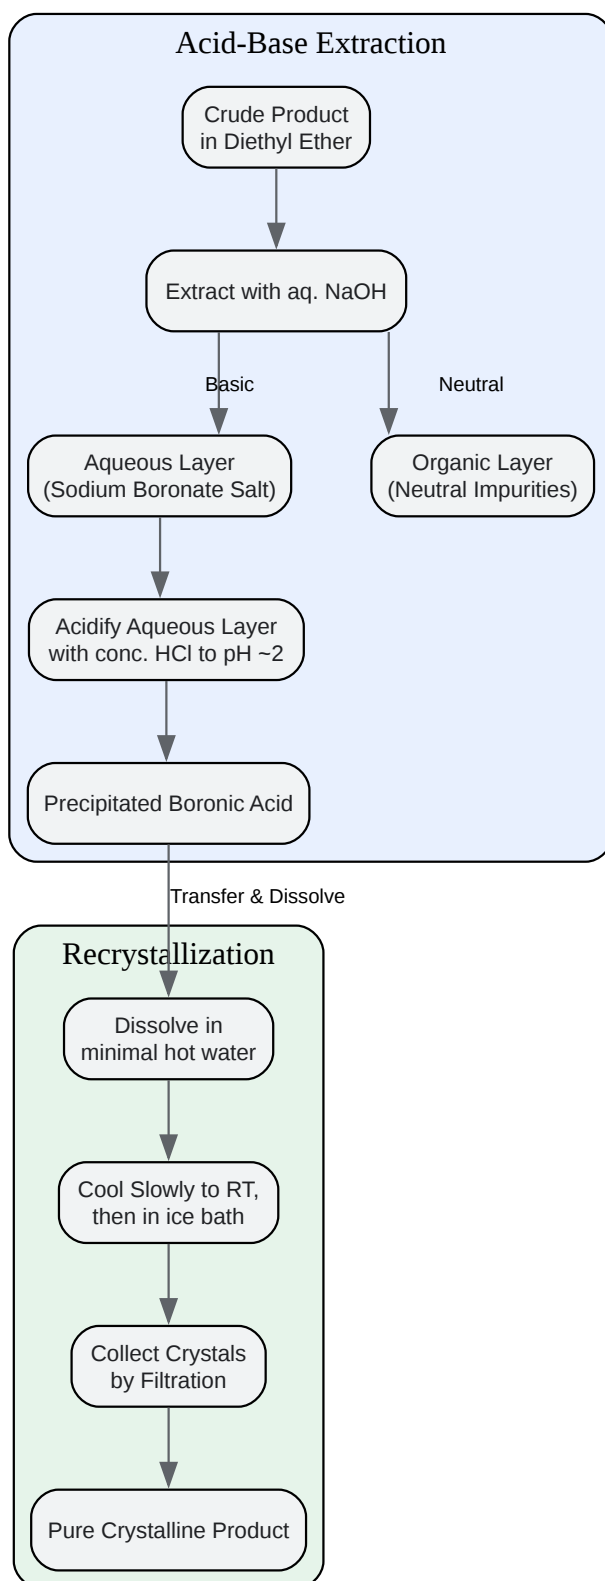 Acid-Base Extraction
Crude Product
in Diethyl Ether
Extract with aq. NaOH
Basic
Neutral
Aqueous Layer
(Sodium Boronate Salt)
Organic Layer
(Neutral Impurities)
Acidify Aqueous Layer
with conc. HCl to pH ~2
Precipitated Boronic Acid
Transfer & Dissolve
Recrystallization
Dissolve in
minimal hot water
Cool Slowly to RT,
then in ice bath
Collect Crystals
by Filtration
Pure Crystalline Product